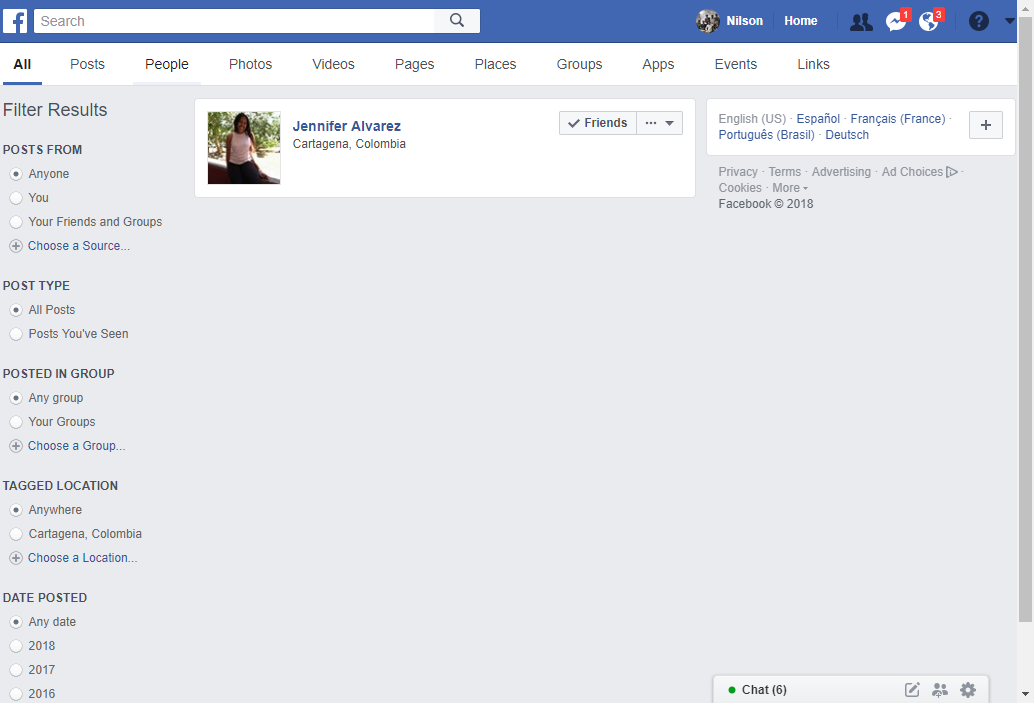 Search
Nilson
Home
1
3
All
Posts
People
Photos
Videos
Pages
Places
Groups
Apps
Events
Links
Filter Results
POSTS FROM
Anyone
You
Your Friends and Groups
Choose a Source...
POST TYPE
All Posts
Posts You've Seen
POSTED IN GROUP
Any group
Your Groups
Choose a Group...
TAGGED LOCATION
Anywhere
Cartagena, Colombia
Choose a Location...
DATE POSTED
Any date
2018
2017
2016
Jennifer Alvarez
Cartagena, Colombia
Friends
English (US) · Español · Français (France) ·
Português (Brasil) · Deutsch
Privacy · Terms · Advertising · Ad Choices ·
Cookies · More
Facebook © 2018
Chat (6)